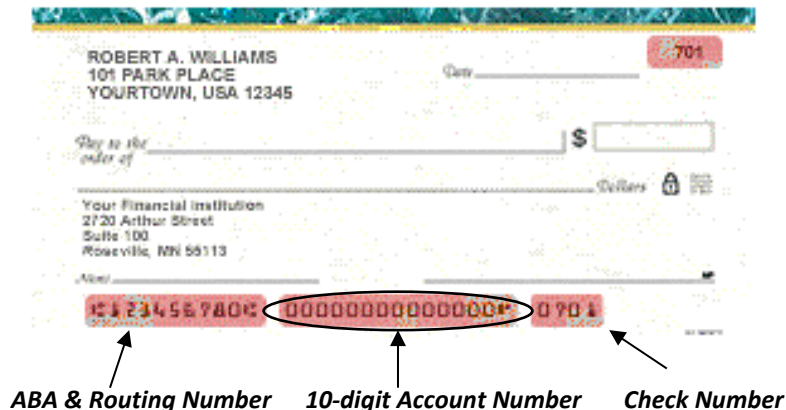 ROBERT A. WILLIAMS
101 PARK PLACE
YOURTOWN, USA 12345
701
Date
Pay to the
order of
$
Dollars
Your Financial Institution
2720 Arthur Street
Suite 100
Roseville, MN 55113
Memo
⑆123456780⑆ 00000000000000⑈ 0701
ABA & Routing Number 10-digit Account Number Check Number